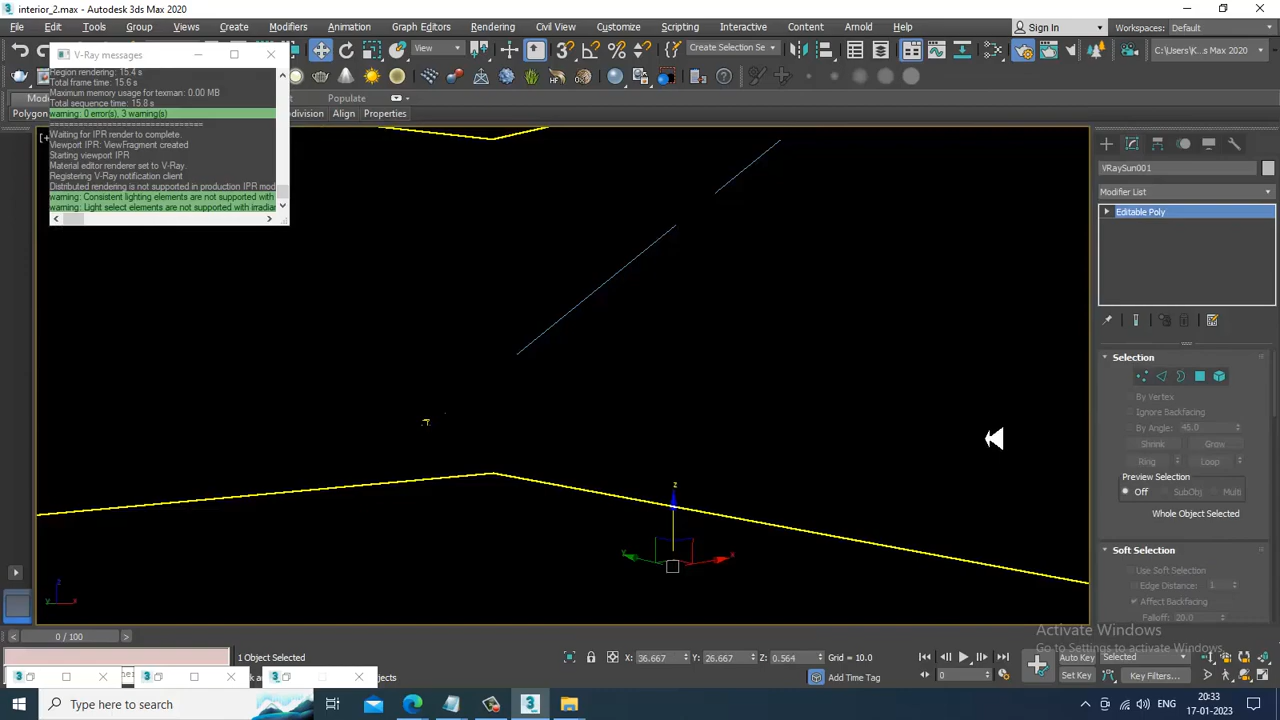 interior_2.max - Autodesk 3ds Max 2020
File Edit Tools Group Views Create Modifiers Animation Graph Editors Rendering Civil View Customize Scripting Interactive Content Arnold Help
Sign In
Workspaces: Default
V-Ray messages
View
Create Selection Se
C:\Users\K...s Max 2020
Region rendering: 15.4 s
Total frame time: 15.6 s
Maximum memory usage for texman: 0.00 MB
Total sequence time: 15.8 s
warning: 0 error(s), 3 warning(s)
==============================
Waiting for IPR render to complete.
Viewport IPR: ViewFragment created
Starting viewport IPR
Material editor renderer set to V-Ray.
Registering V-Ray notification client
Distributed rendering is not supported in production IPR mod
warning: Consistent lighting elements are not supported with
warning: Light select elements are not supported with irradia
Mod
Populate
Polygon
division Align Properties
[+
VRaySun001
Modifier List
Editable Poly
Selection
By Vertex
Ignore Backfacing
By Angle: 45.0
Shrink Grow
Ring Loop
Preview Selection
Off SubObj Multi
Whole Object Selected
Soft Selection
Use Soft Selection
Edge Distance: 1
Affect Backfacing
Falloff: 20.0
z
y
x
z
x
0 / 100
Activate Windows
Go to Settings to activate Windows.
1 Object Selected
X: 36.667 Y: 26.667 Z: 0.564 Grid = 10.0
Auto Key Selected
jects
Add Time Tag
0
Set Key Key Filters...
Type here to search
ENG
20:33
17-01-2023